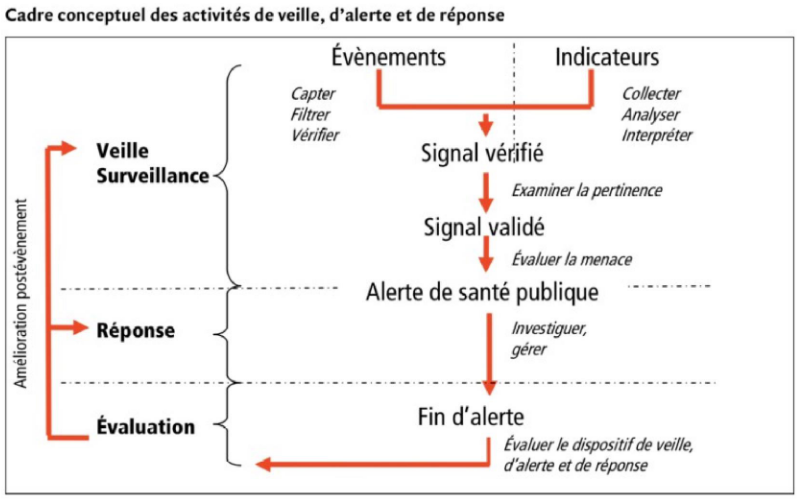 Cadre conceptuel des activités de veille, d'alerte et de réponse
Évènements
Indicateurs
Capter
Filtrer
Vérifier
Collecter
Analyser
Interpréter
Veille
Surveillance
Signal vérifié
Examiner la pertinence
Signal validé
Évaluer la menace
Alerte de santé publique
Réponse
Investiguer,
gérer
Amélioration postévènement
Évaluation
Fin d'alerte
Évaluer le dispositif de veille,
d'alerte et de réponse